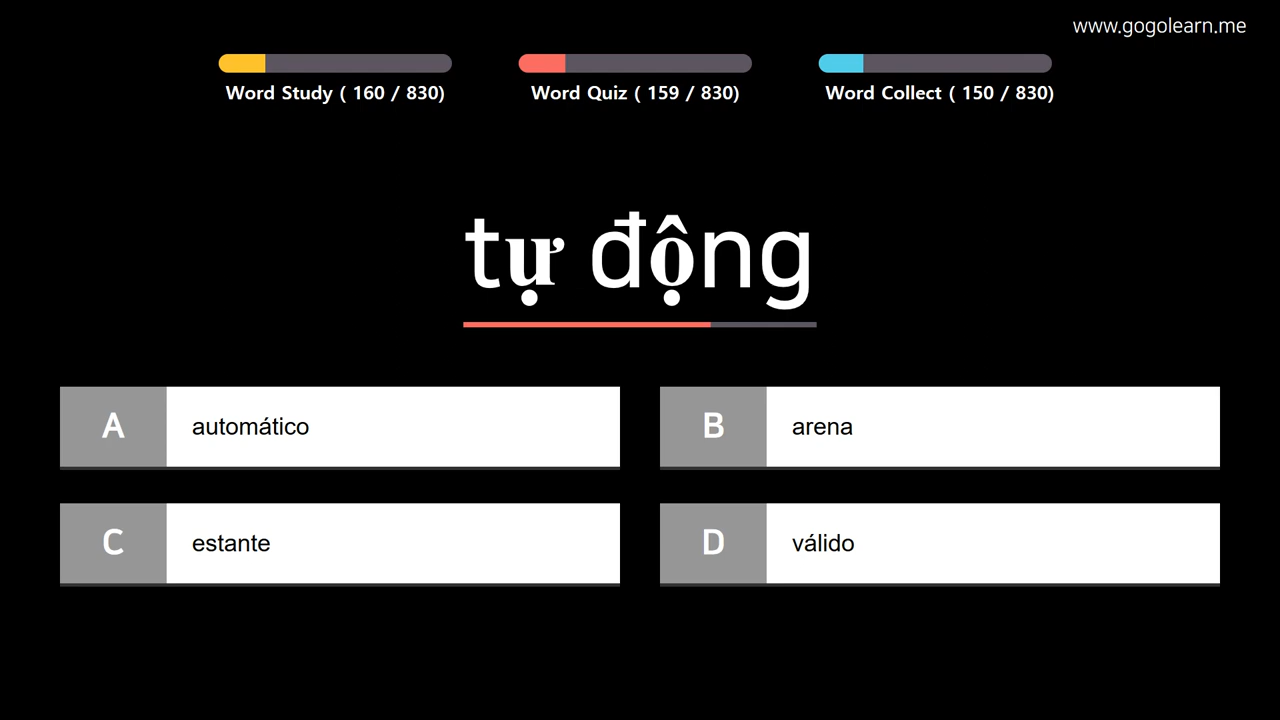 www.gogolearn.me
Word Study ( 160 / 830)
Word Quiz ( 159 / 830)
Word Collect ( 150 / 830)
tự động
A automático
B arena
C estante
D válido